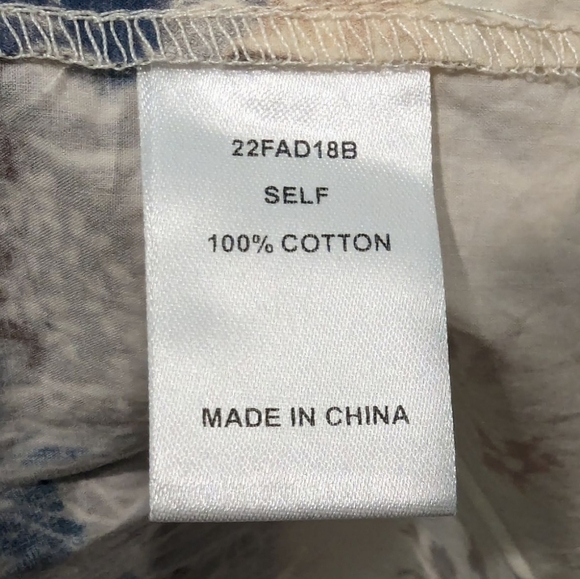 22FAD18B
SELF
100% COTTON
MADE IN CHINA